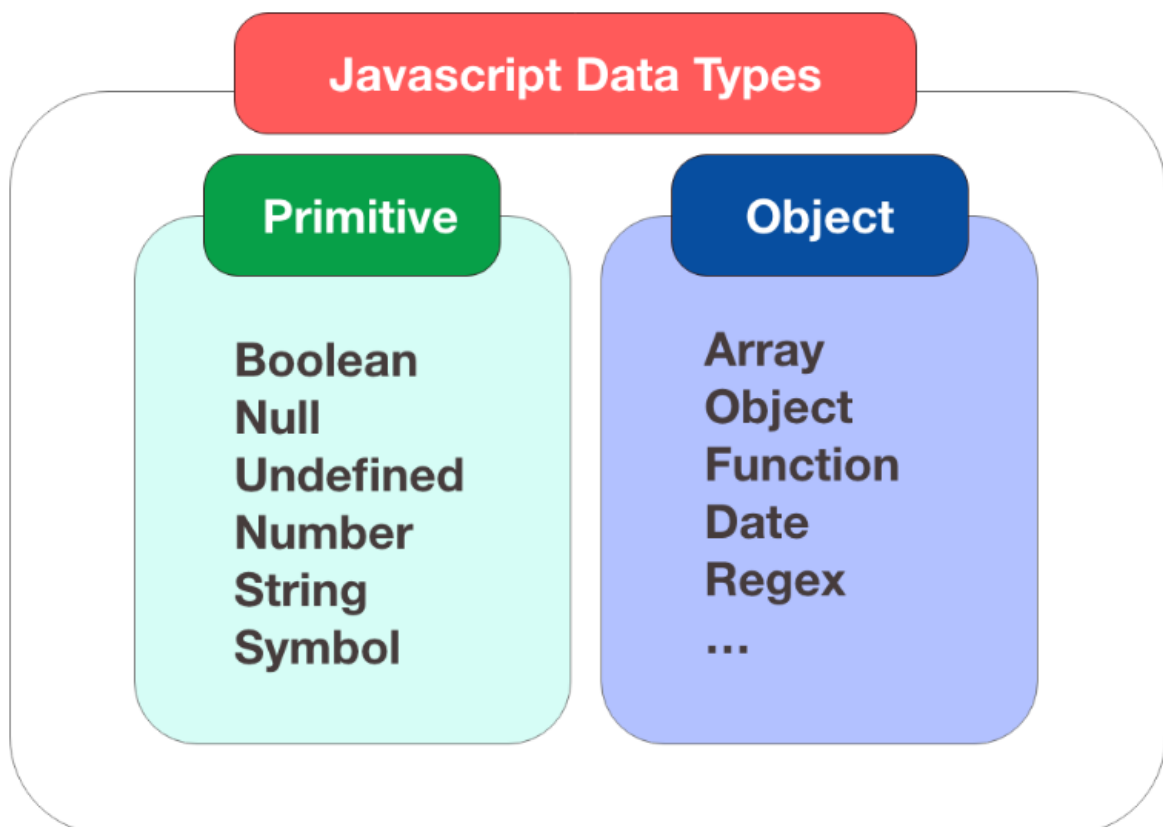 Javascript Data Types
Primitive
Boolean
Null
Undefined
Number
String
Symbol
Object
Array
Object
Function
Date
Regex
...